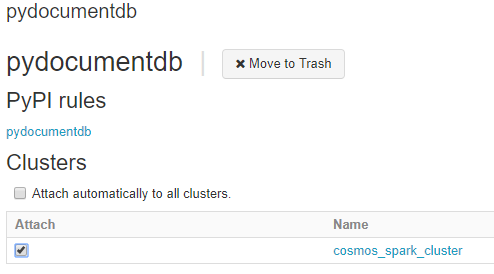 pydocumentdb
pydocumentdb | ✖ Move to Trash
PyPI rules
pydocumentdb
Clusters
Attach automatically to all clusters.
Attach Name
cosmos_spark_cluster